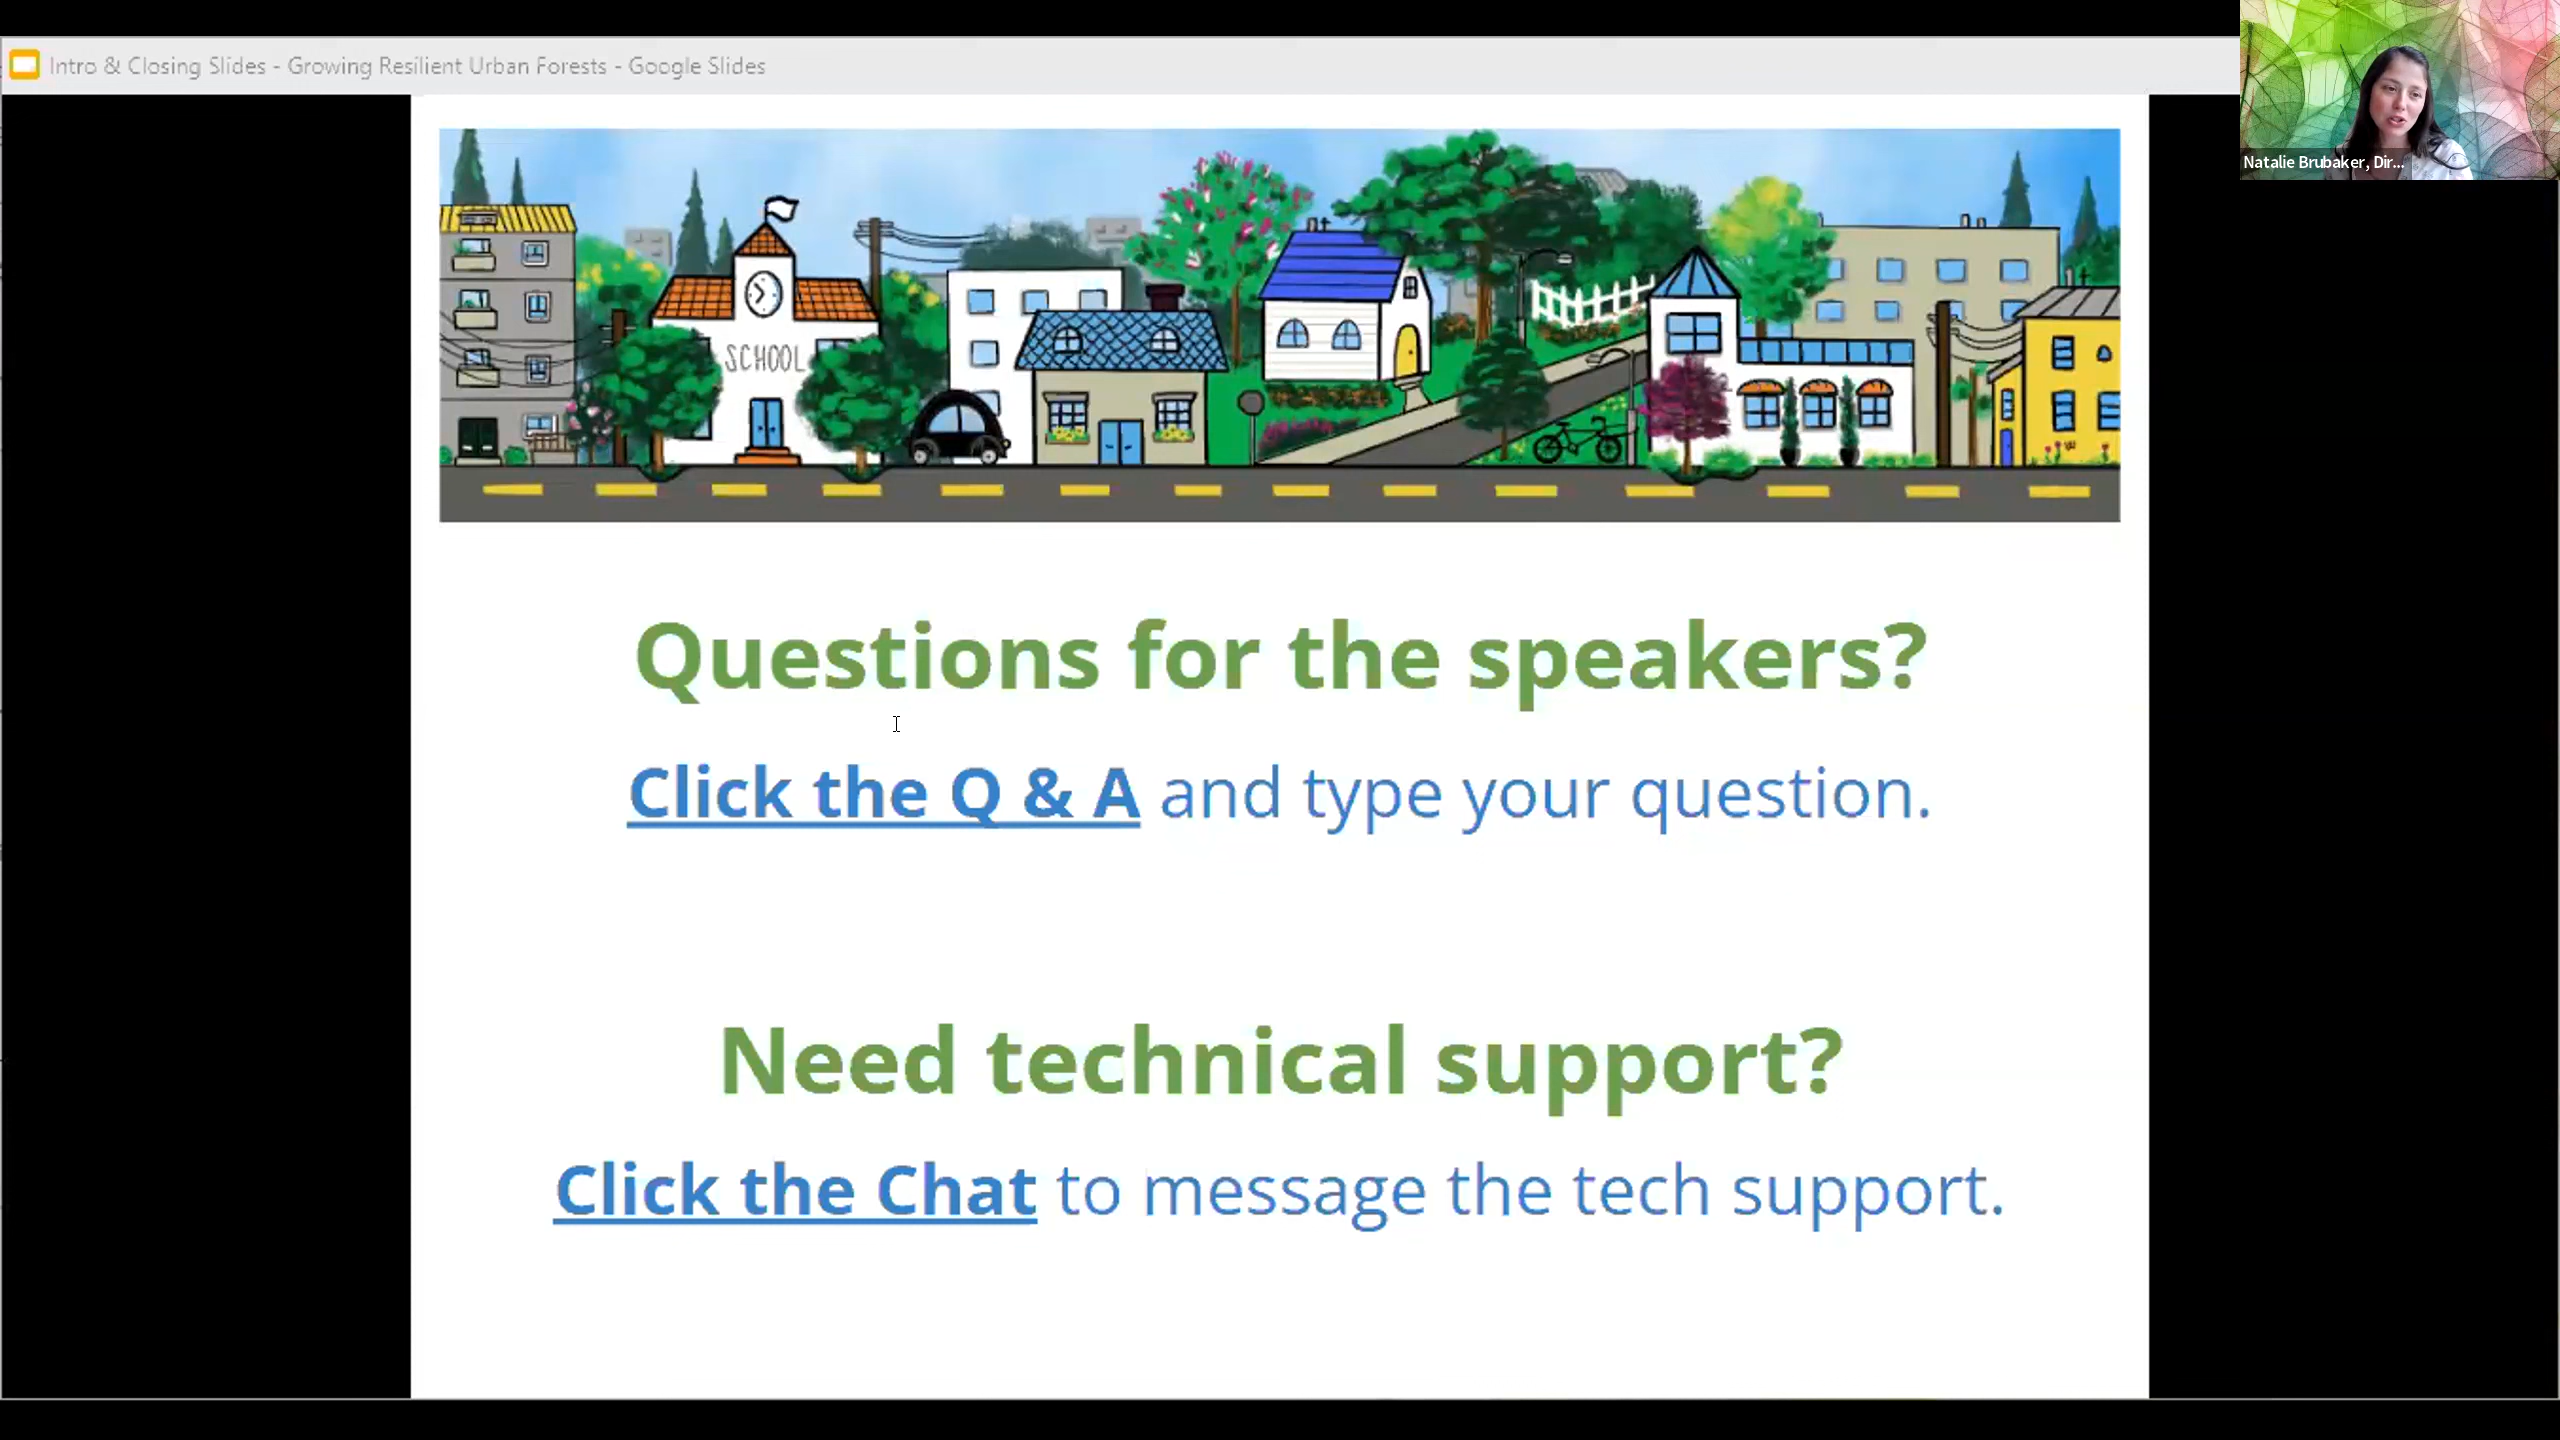 Intro & Closing Slides - Growing Resilient Urban Forests - Google Slides
Natalie Brubaker, Dir...
SCHOOL
Questions for the speakers?
Click the Q & A and type your question.
Need technical support?
Click the Chat to message the tech support.